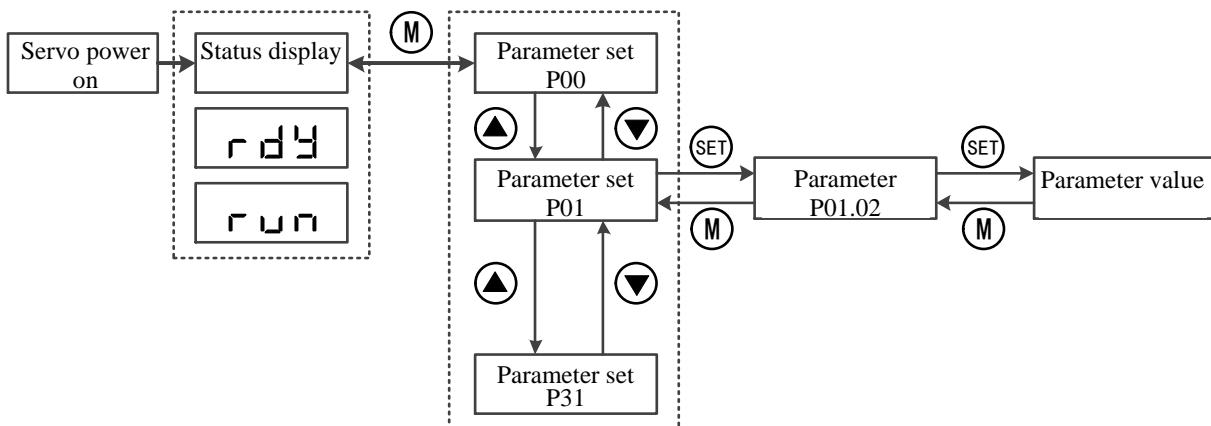 Servo power
on
Status display
rdy
run
M
Parameter set
P00
Parameter set
P01
Parameter set
P31
SET
M
Parameter
P01.02
SET
M
Parameter value